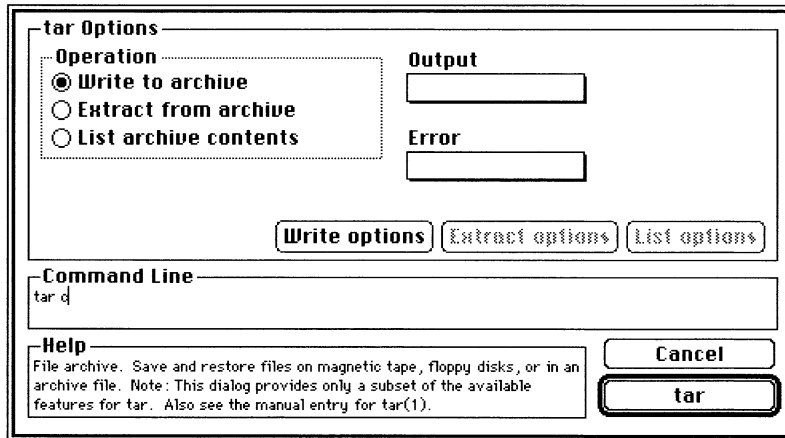 tar Options
Operation
Write to archive
Extract from archive
List archive contents
Output
Error
Write options
Extract options
List options
Command Line
tar c
Help
File archive. Save and restore files on magnetic tape, floppy disks, or in an
archive file. Note: This dialog provides only a subset of the available
features for tar. Also see the manual entry for tar(1).
Cancel
tar